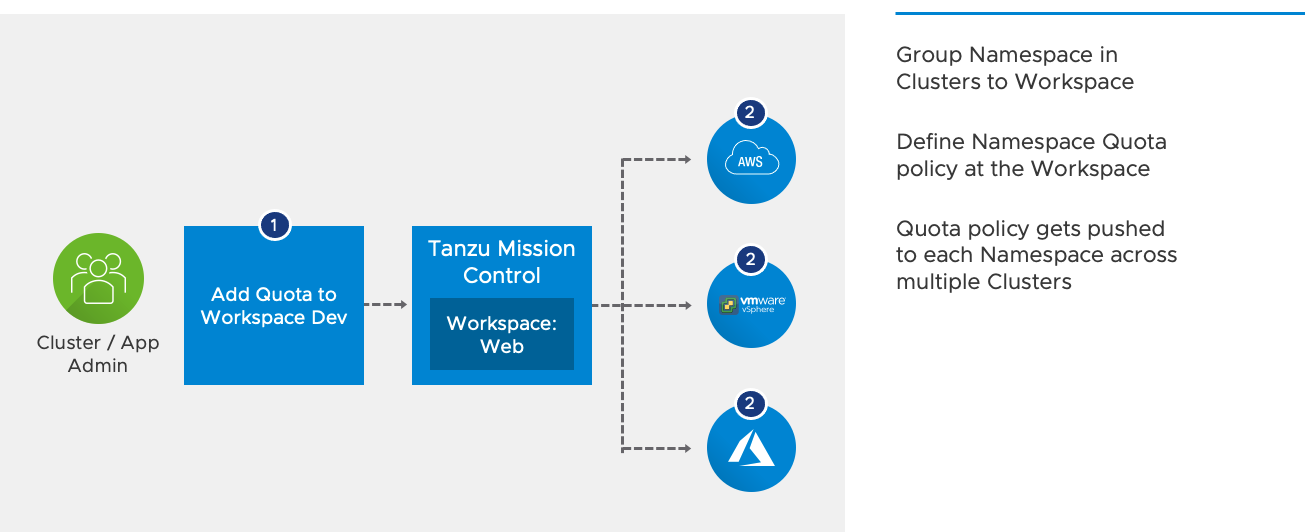 Group Namespace in
Clusters to Workspace
Define Namespace Quota
policy at the Workspace
Quota policy gets pushed
to each Namespace across
multiple Clusters
Cluster / App
Admin
1
Add Quota to
Workspace Dev
Tanzu Mission
Control
Workspace:
Web
2
AWS
2
vmware
vSphere
2